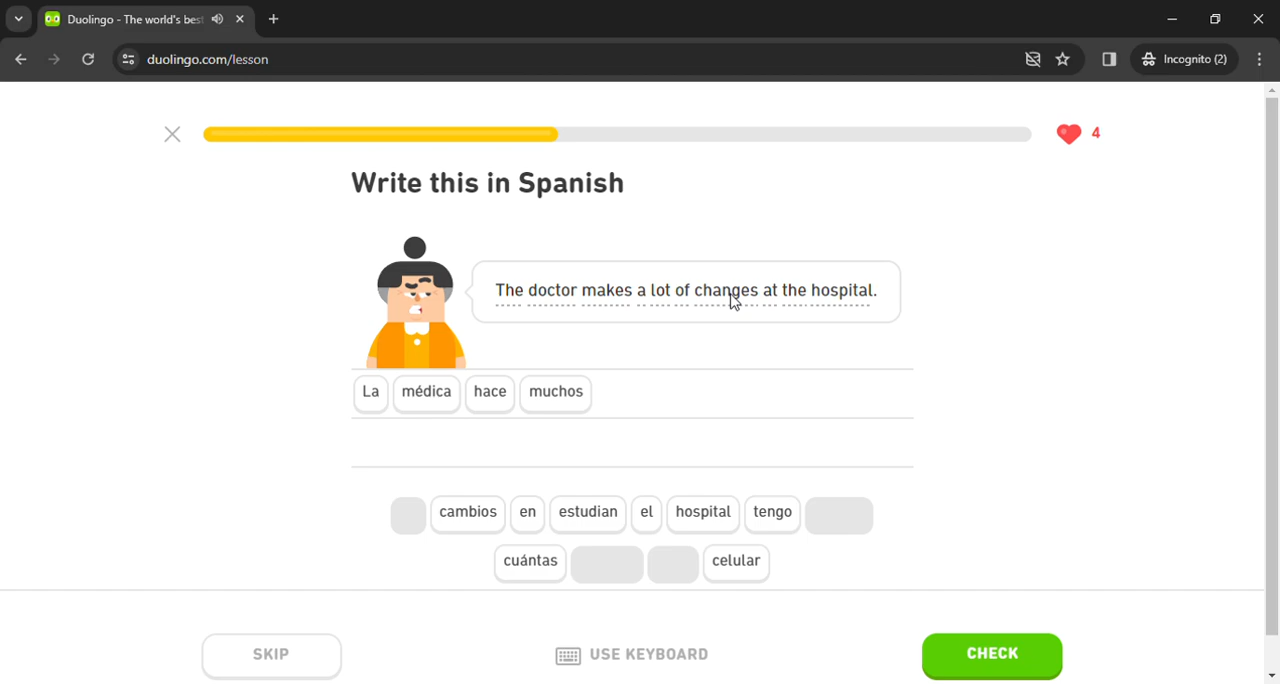 Duolingo - The world's best
duolingo.com/lesson
Incognito (2)
4
Write this in Spanish
The doctor makes a lot of changes at the hospital.
La médica hace muchos
cambios en estudian el hospital tengo
cuántas celular
SKIP
USE KEYBOARD
CHECK